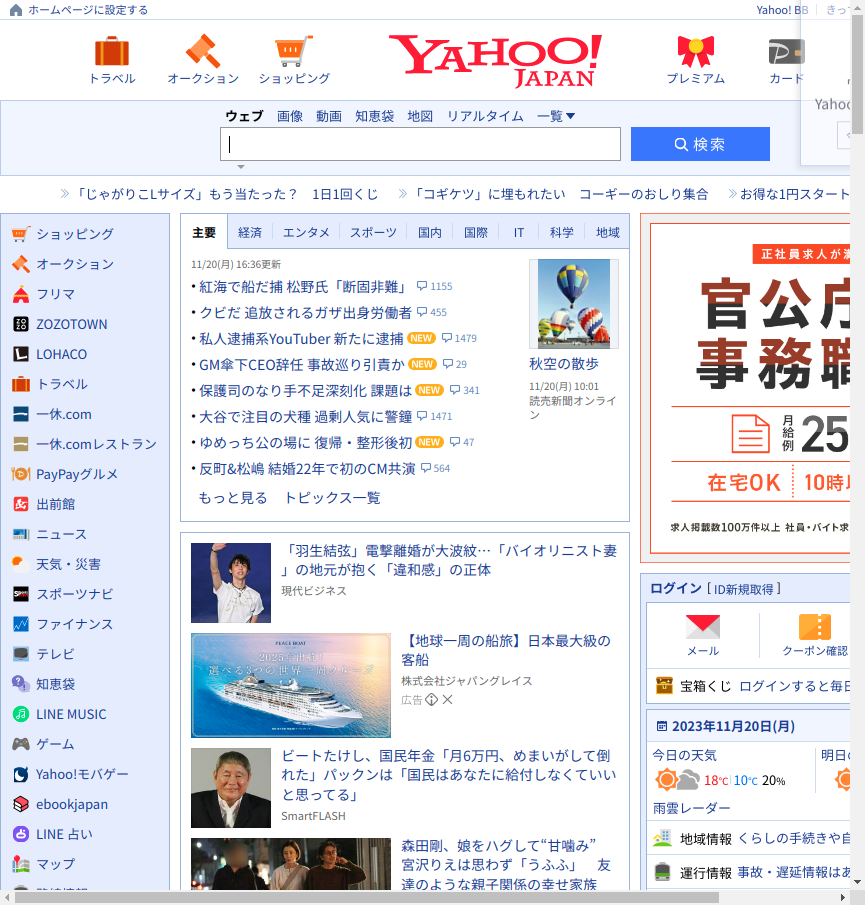 ホームページに設定する
Yahoo! BB
トラベル
オークション
ショッピング
YAHOO!
JAPAN
プレミアム
カード
Yahoo
ウェブ 画像 動画 知恵袋 地図 リアルタイム 一覧
検索
「じゃがりこLサイズ」もう当たった？ 1日1回くじ
「コギケツ」に埋もれたい コーギーのおしり集合
お得な1円スタート
ショッピング
オークション
フリマ
ZOZOTOWN
LOHACO
トラベル
一休.com
一休.comレストラン
PayPayグルメ
出前館
ニュース
天気・災害
スポーツナビ
ファイナンス
テレビ
知恵袋
LINE MUSIC
ゲーム
Yahoo!モバゲー
ebookjapan
LINE 占い
マップ
主要 経済 エンタメ スポーツ 国内 国際 IT 科学 地域
11/20(月) 16:36更新
• 紅海で船だ捕 松野氏「断固非難」 1155
• クビだ 追放されるガザ出身労働者 455
• 私人逮捕系YouTuber 新たに逮捕 NEW 1479
• GM傘下CEO辞任 事故巡り引責か NEW 29
• 保護司のなり手不足深刻化 課題は NEW 341
• 大谷で注目の犬種 過剰人気に警鐘 1471
• ゆめっち公の場に 復帰・整形後初 NEW 47
• 反町&松嶋 結婚22年で初のCM共演 564
もっと見る トピックス一覧
秋空の散歩
11/20(月) 10:01
読売新聞オンライ
ン
「羽生結弦」電撃離婚が大波紋…「バイオリニスト妻
」の地元が抱く「違和感」の正体
現代ビジネス
PEACE BOAT
2025年出航！
選べる3つの世界一周クルーズ
【地球一周の船旅】日本最大級の
客船
株式会社ジャパングレイス
広告
ビートたけし、国民年金「月6万円、めまいがして倒
れた」パックンは「国民はあなたに給付しなくていい
と思ってる」
SmartFLASH
森田剛、娘をハグして“甘噛み”
宮沢りえは思わず「うふふ」 友
達のような親子関係の幸せ家族
正社員求人が満
官公庁
事務職
月給例
25
在宅OK 10時以
求人掲載数100万件以上 社員・バイト求
ログイン [ ID新規取得 ]
メール
クーポン確認
宝箱くじ ログインすると毎日
2023年11月20日(月)
今日の天気
明日の
18℃ 10℃ 20%
雨雲レーダー
地域情報 くらしの手続きや自
運行情報 事故・遅延情報はあ